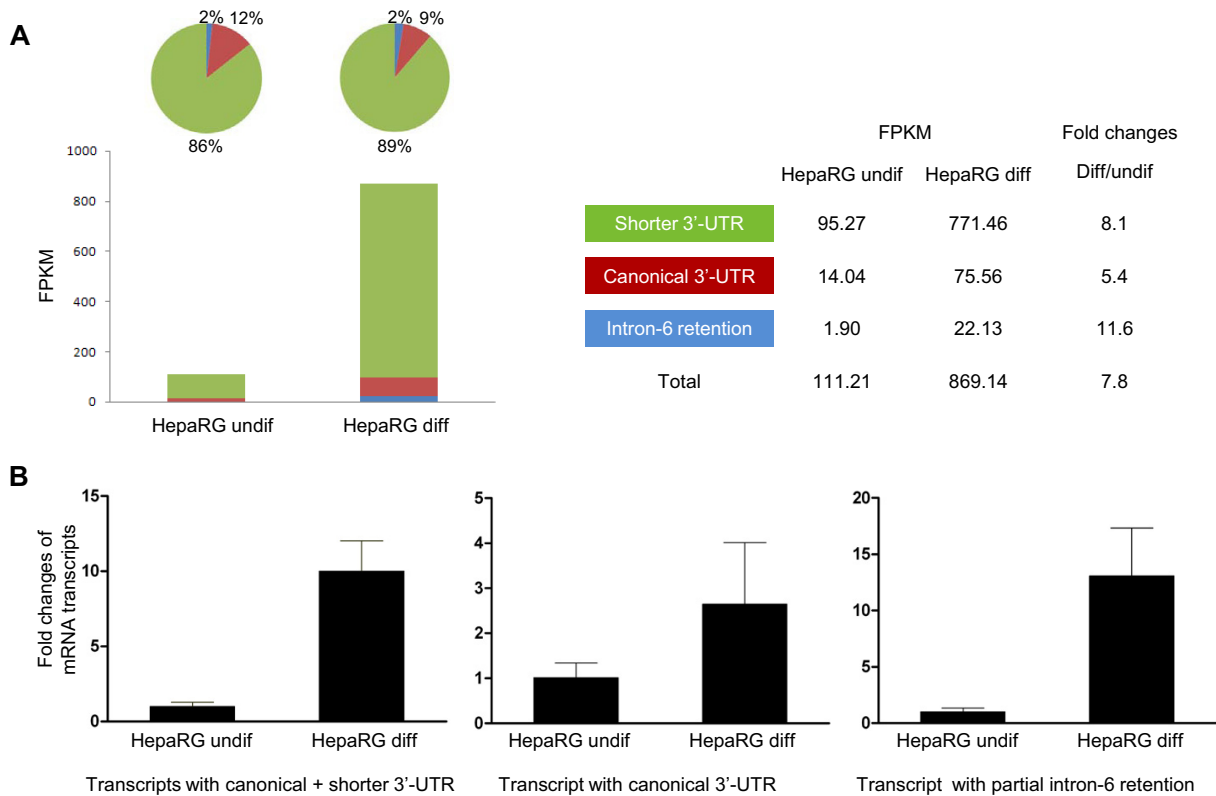 A
2% 12%
2% 9%
86%
89%
1000
800
600
400
200
0
FPKM
HepaRG undif HepaRG diff
FPKM Fold changes
HepaRG undif HepaRG diff Diff/undif
Shorter 3’-UTR 95.27 771.46 8.1
Canonical 3’-UTR 14.04 75.56 5.4
Intron-6 retention 1.90 22.13 11.6
Total 111.21 869.14 7.8
B
Fold changes of
mRNA transcripts
15
10
5
0
HepaRG undif HepaRG diff
Transcripts with canonical + shorter 3’-UTR
5
4
3
2
1
0
HepaRG undif HepaRG diff
Transcript with canonical 3’-UTR
20
15
10
5
0
HepaRG undif HepaRG diff
Transcript with partial intron-6 retention